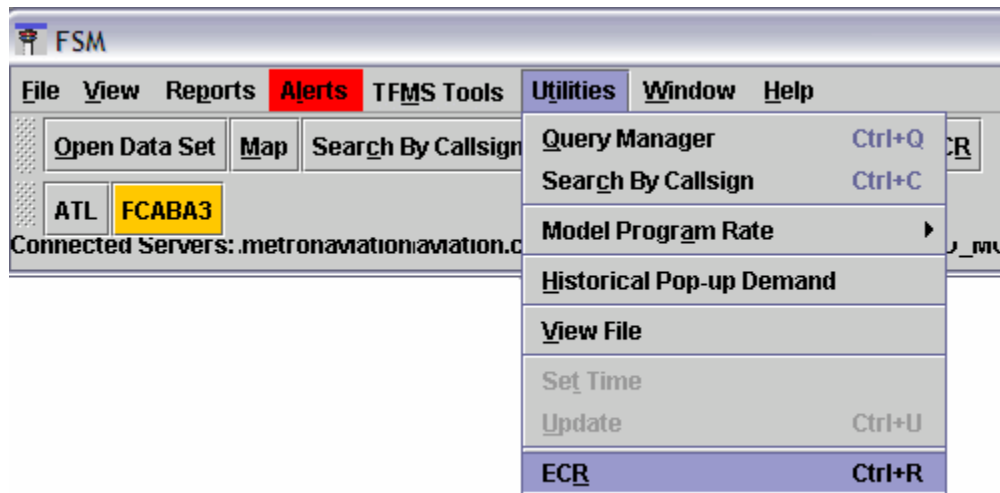 FSM
File View Reports Alerts TFMS Tools Utilities Window Help
Open Data Set Map Search By Callsign CR
ATL FCABA3
Connected Servers:
Query Manager Ctrl+Q
Search By Callsign Ctrl+C
Model Program Rate
Historical Pop-up Demand
View File
Set Time
Update Ctrl+U
ECR Ctrl+R